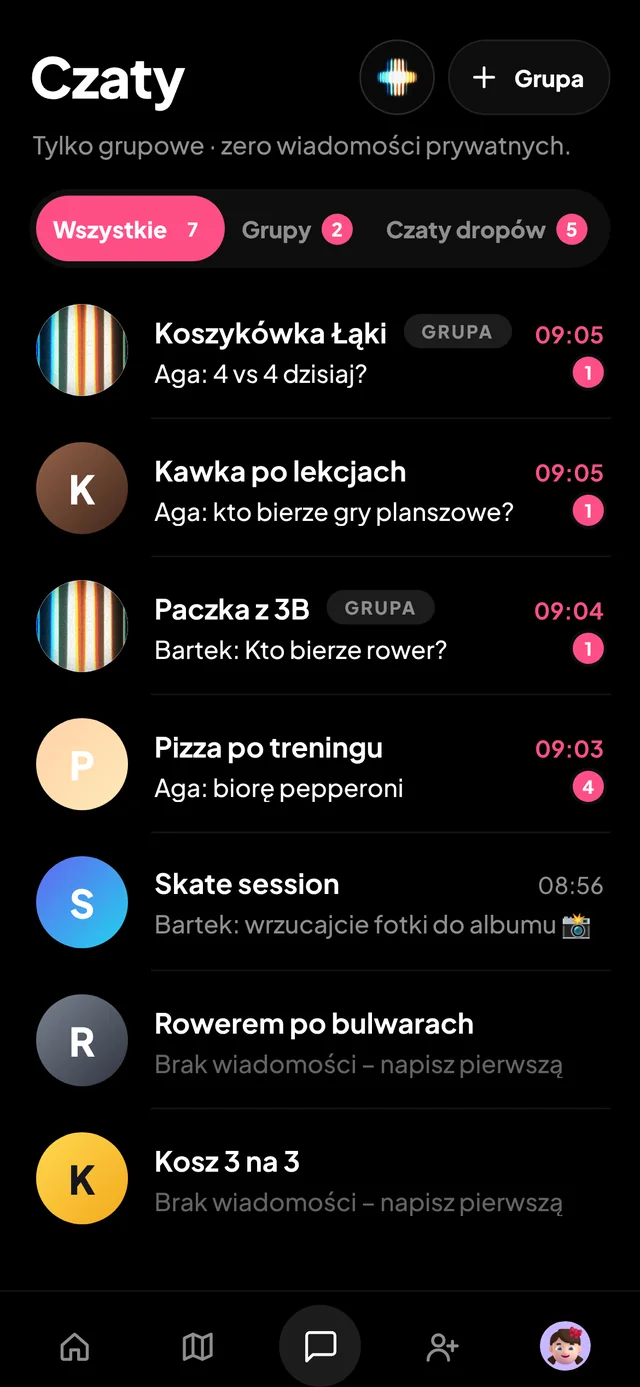 Czaty
+ Grupa
Tylko grupowe · zero wiadomości prywatnych.
Wszystkie 7 Grupy 2 Czaty dropów 5
Koszykówka Łąki GRUPA 09:05
Aga: 4 vs 4 dzisiaj? 1
K Kawka po lekcjach 09:05
Aga: kto bierze gry planszowe? 1
Paczka z 3B GRUPA 09:04
Bartek: Kto bierze rower? 1
P Pizza po treningu 09:03
Aga: biorę pepperoni 4
S Skate session 08:56
Bartek: wrzucajcie fotki do albumu 📸
R Rowerem po bulwarach
Brak wiadomości – napisz pierwszą
K Kosz 3 na 3
Brak wiadomości – napisz pierwszą